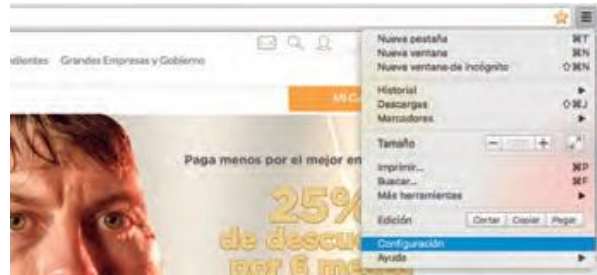 Nueva pestaña ⌘T
Nueva ventana ⌘N
Nueva ventana de incógnito ⇧⌘N
Grandes Empresas y Gobierno
Historial
Descargas ⇧⌘J
Marcadores
Tamaño − +
Paga menos por el mejor
Imprimir... ⌘P
Buscar... ⌘F
Más herramientas
25%
Edición Cortar Copiar Pegar
de descu
Configuración
por 6 me
Ayuda